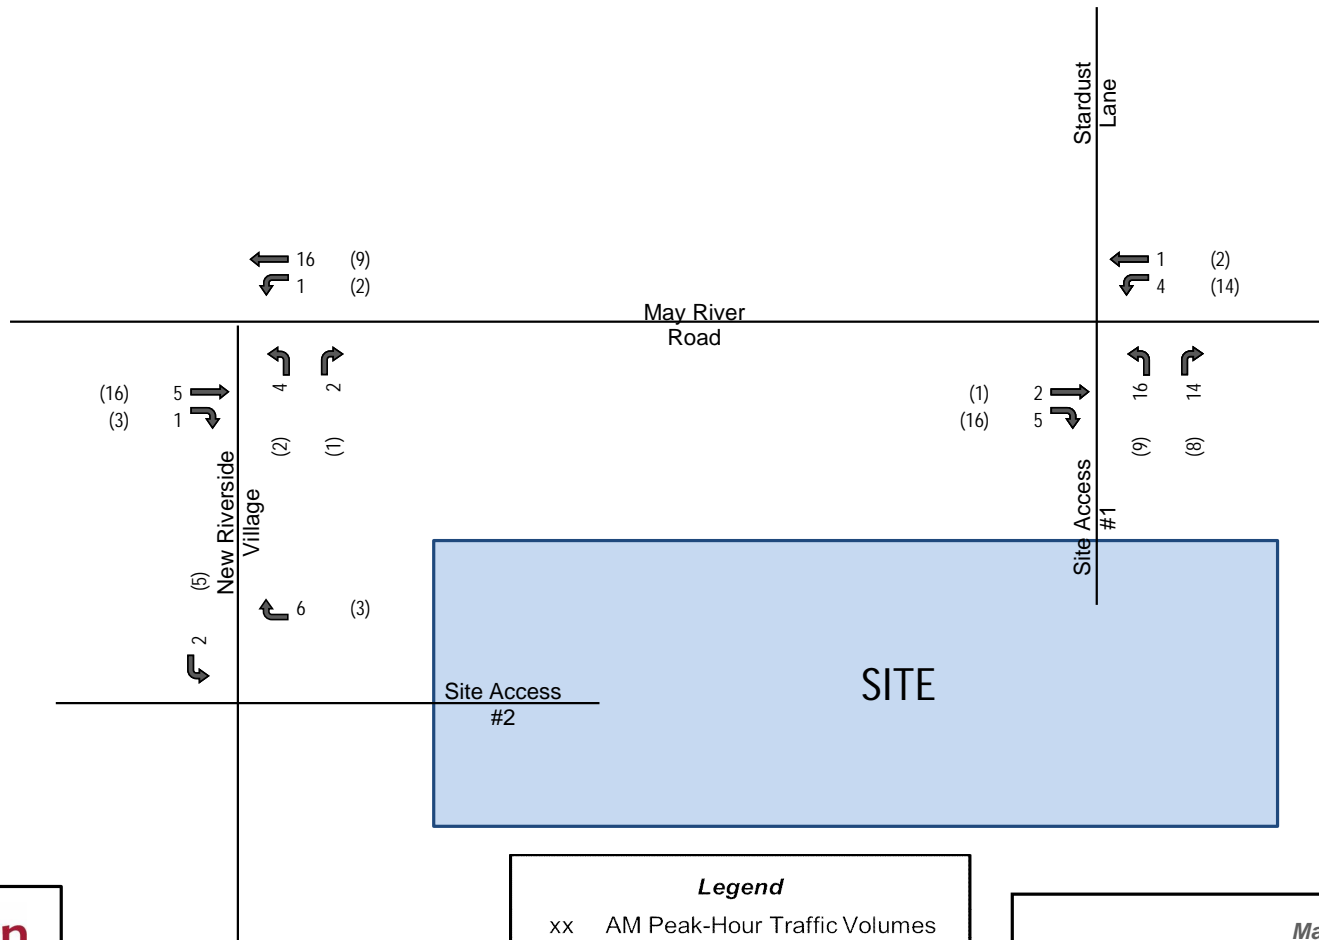 Stardust
Lane
16 (9)
1 (2)
1 (2)
4 (14)
May River
Road
(16) 5
(3) 1
4
2
(2)
(1)
(1) 2
(16) 5
16
14
(9)
(8)
New Riverside
Village
Site Access
#1
(5)
2
6 (3)
SITE
Site Access
#2
Legend
xx AM Peak-Hour Traffic Volumes
n
Ma